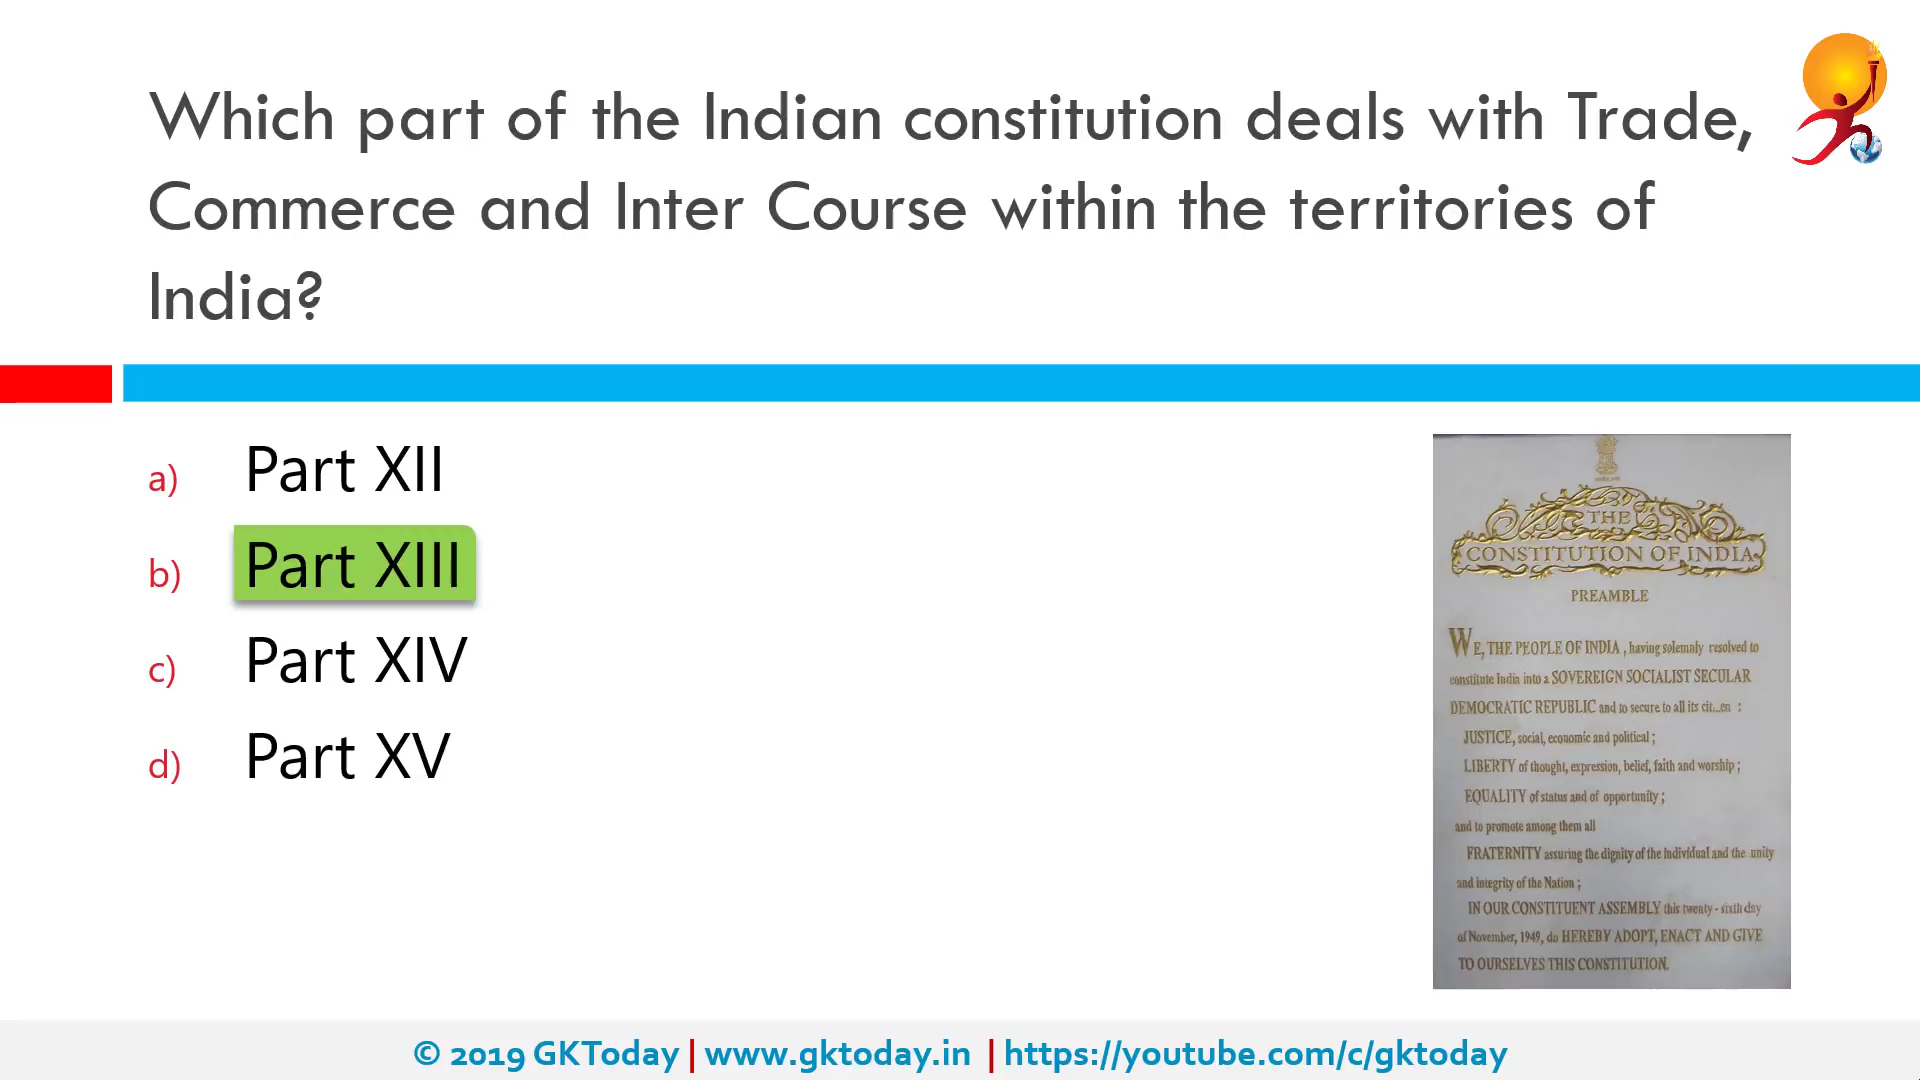 Which part of the Indian constitution deals with Trade,
Commerce and Inter Course within the territories of
India?
a) Part XII
b) Part XIII
c) Part XIV
d) Part XV
THE
CONSTITUTION OF INDIA
PREAMBLE
WE, THE PEOPLE OF INDIA , having solemnly resolved to
constitute India into a SOVEREIGN SOCIALIST SECULAR
DEMOCRATIC REPUBLIC and to secure to all its cit...en :
JUSTICE, social, economic and political ;
LIBERTY of thought, expression, belief, faith and worship ;
EQUALITY of status and of opportunity ;
and to promote among them all
FRATERNITY assuring the dignity of the individual and the unity
and integrity of the Nation ;
IN OUR CONSTITUENT ASSEMBLY this twenty - sixth day
of November, 1949, do HEREBY ADOPT, ENACT AND GIVE
TO OURSELVES THIS CONSTITUTION.
© 2019 GKToday | www.gktoday.in | https://youtube.com/c/gktoday